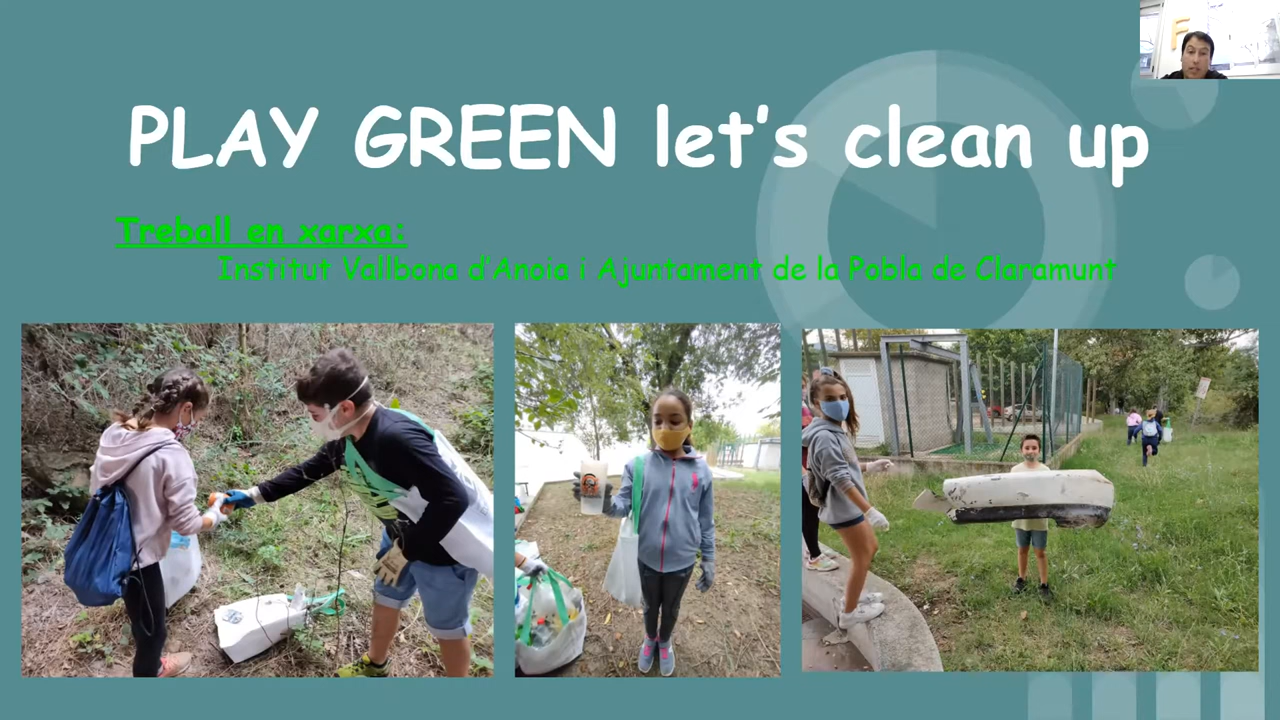 PLAY GREEN let's clean up
Treball en xarxa:
Institut Vallbona d'Anoia i Ajuntament de la Pobla de Claramunt
F